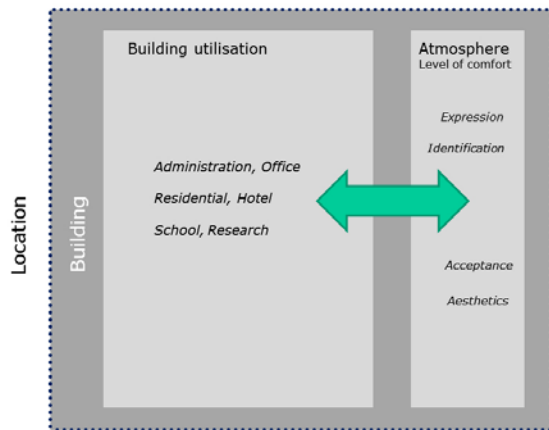 Location
Building
Building utilisation
Administration, Office
Residential, Hotel
School, Research
Atmosphere
Level of comfort
Expression
Identification
Acceptance
Aesthetics